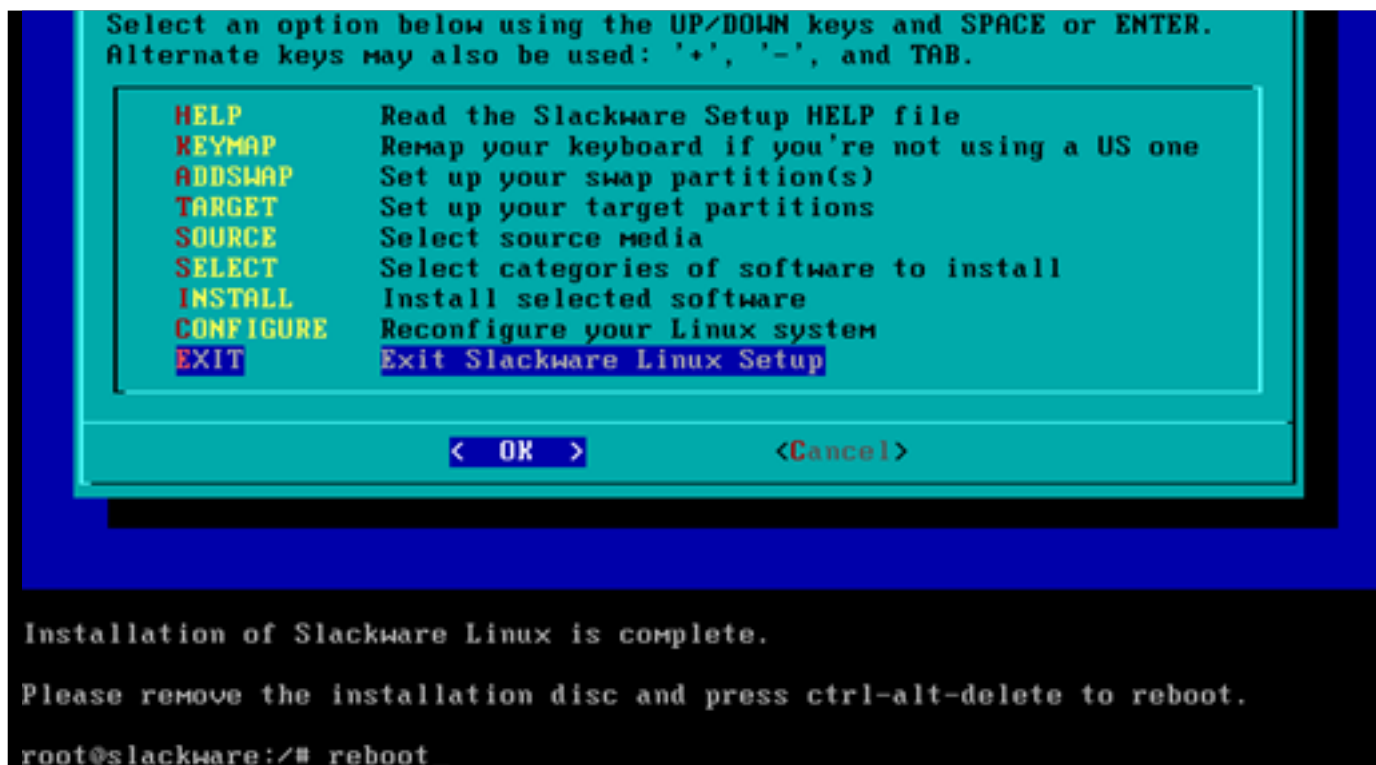 Select an option below using the UP/DOWN keys and SPACE or ENTER.
Alternate keys may also be used: '+', '-', and TAB.
HELP Read the Slackware Setup HELP file
KEYMAP Remap your keyboard if you're not using a US one
ADDSWAP Set up your swap partition(s)
TARGET Set up your target partitions
SOURCE Select source media
SELECT Select categories of software to install
INSTALL Install selected software
CONFIGURE Reconfigure your Linux system
EXIT Exit Slackware Linux Setup
< OK > <Cancel>
Installation of Slackware Linux is complete.
Please remove the installation disc and press ctrl-alt-delete to reboot.
root@slackware:/# reboot